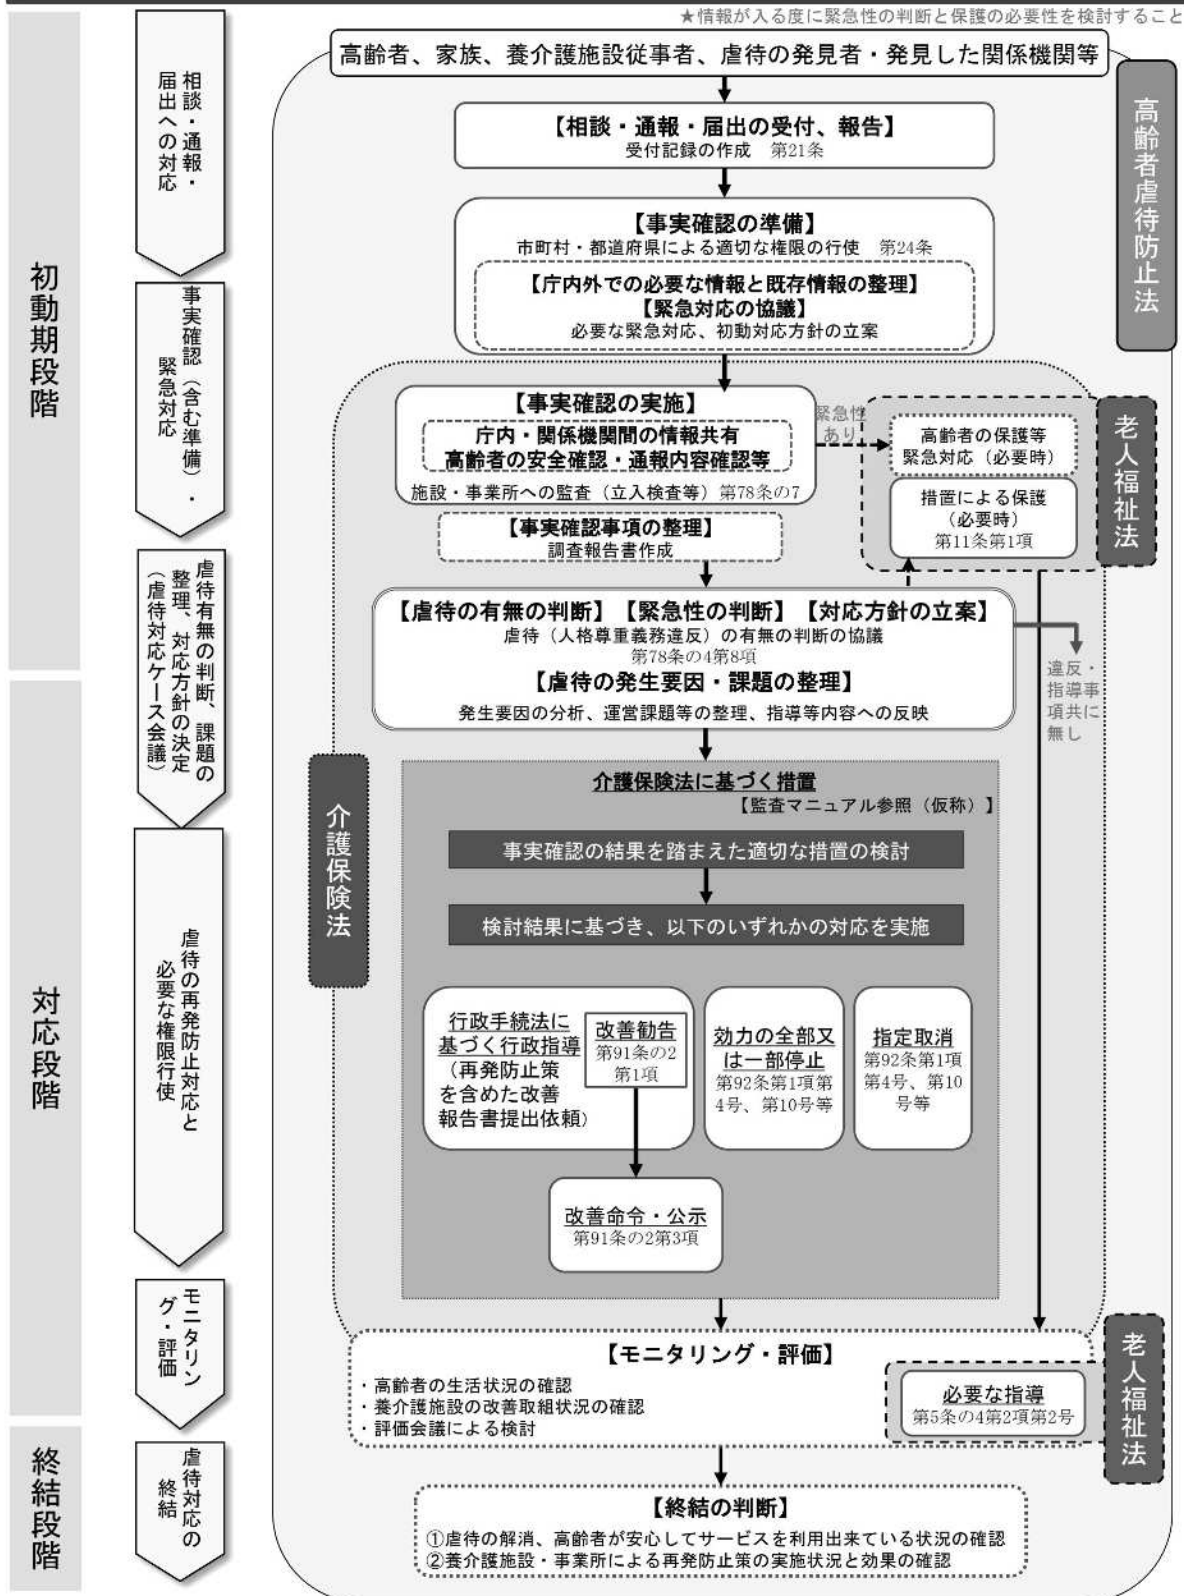 ★情報が入る度に緊急性の判断と保護の必要性を検討すること
高齢者、家族、養介護施設従事者、虐待の発見者・発見した関係機関等
初動期段階
相談・通報・
届出への対応
高齢者虐待防止法
【相談・通報・届出の受付、報告】
受付記録の作成　第21条
【事実確認の準備】
市町村・都道府県による適切な権限の行使　第24条
【庁内外での必要な情報と既存情報の整理】
【緊急対応の協議】
必要な緊急対応、初動対応方針の立案
事実確認（含む準備）・
緊急対応
【事実確認の実施】
庁内・関係機関間の情報共有
高齢者の安全確認・通報内容確認等
施設・事業所への監査（立入検査等）第78条の7
緊急性
あり
高齢者の保護等
緊急対応（必要時）
措置による保護
（必要時）
第11条第1項
老人福祉法
【事実確認事項の整理】
調査報告書作成
虐待有無の判断、課題の
整理、対応方針の決定
（虐待対応ケース会議）
【虐待の有無の判断】【緊急性の判断】【対応方針の立案】
虐待（人格尊重義務違反）の有無の判断の協議
第78条の4第8項
【虐待の発生要因・課題の整理】
発生要因の分析、運営課題等の整理、指導等内容への反映
違反・
指導事
項共に
無し
対応段階
介護保険法
介護保険法に基づく措置
【監査マニュアル参照（仮称）】
事実確認の結果を踏まえた適切な措置の検討
検討結果に基づき、以下のいずれかの対応を実施
虐待の再発防止対応と
必要な権限行使
行政手続法に
基づく行政指導
（再発防止策
を含めた改善
報告書提出依頼）
改善勧告
第91条の2
第1項
効力の全部又
は一部停止
第92条第1項第
4号、第10号等
指定取消
第92条第1項
第4号、第10
号等
改善命令・公示
第91条の2第3項
モニタリン
グ・評価
【モニタリング・評価】
・高齢者の生活状況の確認
・養介護施設の改善取組状況の確認
・評価会議による検討
必要な指導
第5条の4第2項第2号
老人福祉法
終結段階
虐待対応の
終結
【終結の判断】
①虐待の解消、高齢者が安心してサービスを利用出来ている状況の確認
②養介護施設・事業所による再発防止策の実施状況と効果の確認